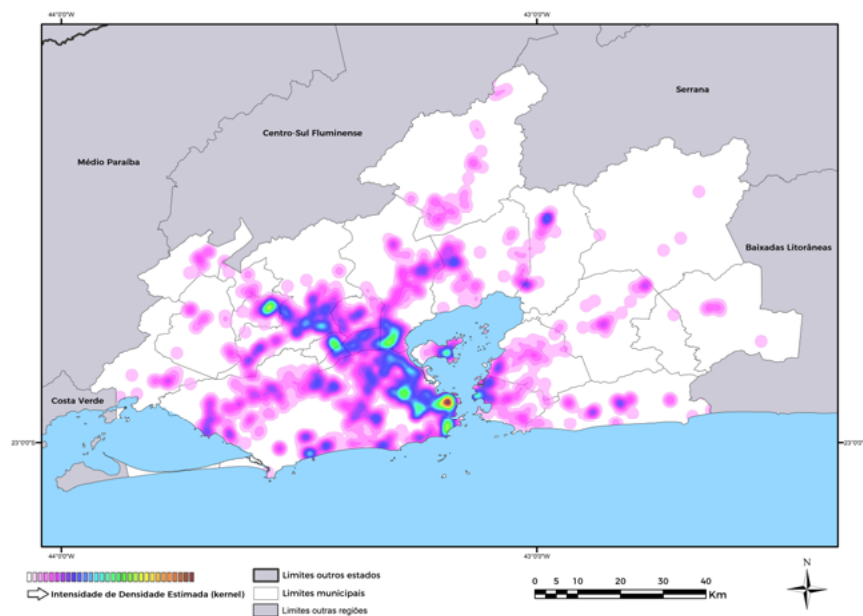 44°0'0"W 43°0'0"W
Serrana
Centro-Sul Fluminense
Médio Paraíba
Baixadas Litorâneas
Costa Verde
23°0'0"S 23°0'0"S
44°0'0"W 43°0'0"W
N
Limites outros estados
0 5 10 20 30 40
Km
Intensidade de Densidade Estimada (kernel)
Limites municipais
Limites outras regiões